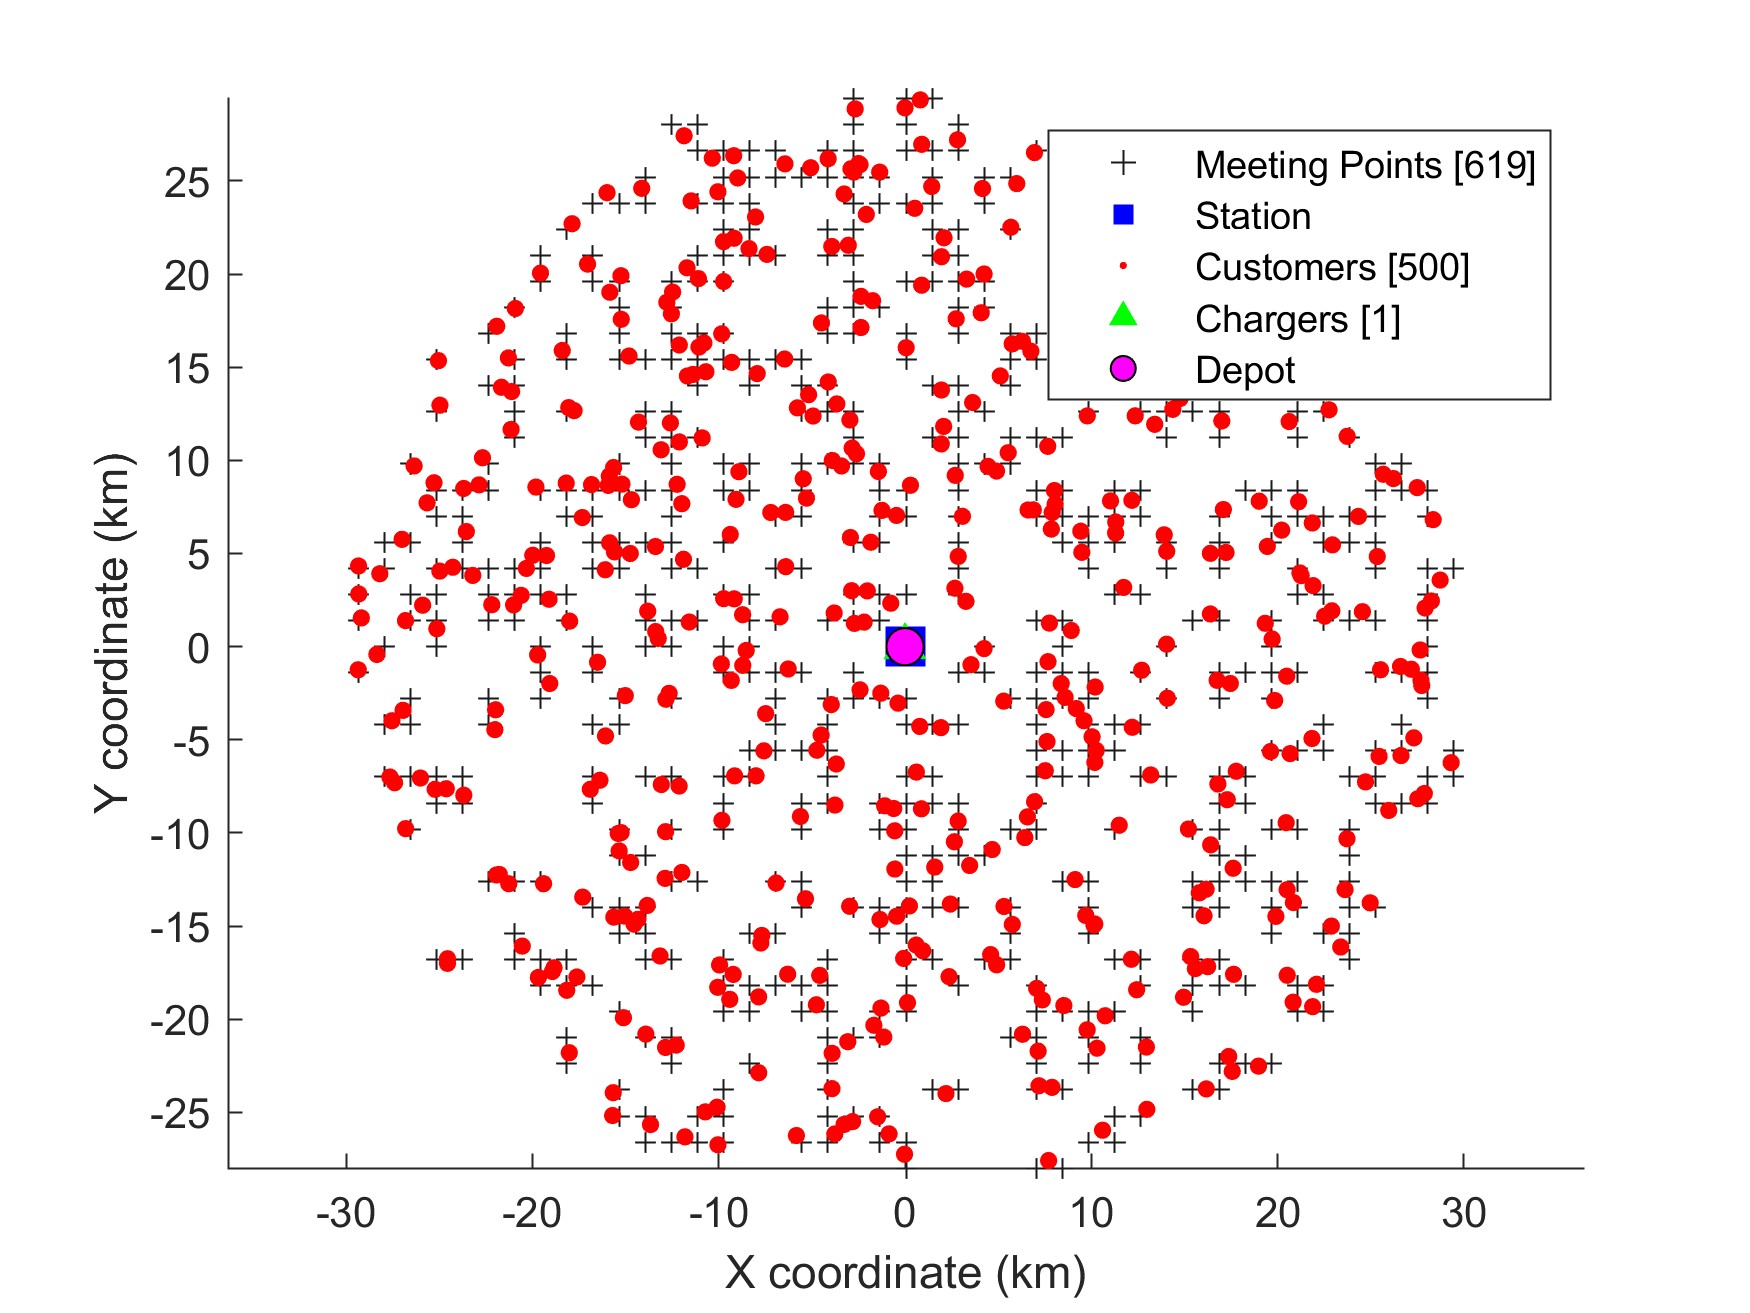 Meeting Points [619]
Station
Customers [500]
Chargers [1]
Depot
25
20
15
10
5
0
-5
-10
-15
-20
-25
Y coordinate (km)
-30 -20 -10 0 10 20 30
X coordinate (km)